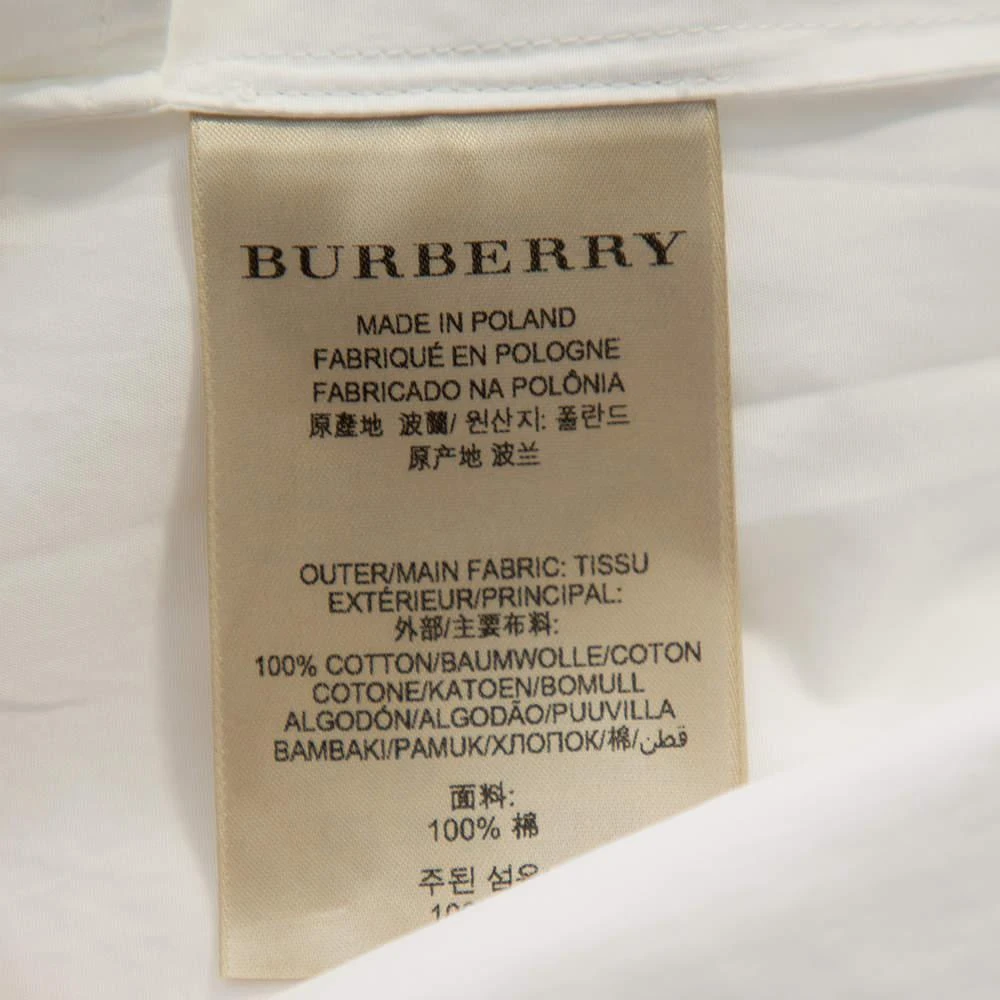 BURBERRY
MADE IN POLAND
FABRIQUÉ EN POLOGNE
FABRICADO NA POLÔNIA
原產地 波蘭/ 원산지: 폴란드
原产地 波兰
OUTER/MAIN FABRIC: TISSU
EXTÉRIEUR/PRINCIPAL:
外部/主要布料:
100% COTTON/BAUMWOLLE/COTON
COTONE/KATOEN/BOMULL
ALGODÓN/ALGODÃO/PUUVILLA
BAMBAKI/PAMUK/ХЛОПОК/棉/قطن
面料:
100% 棉
주된